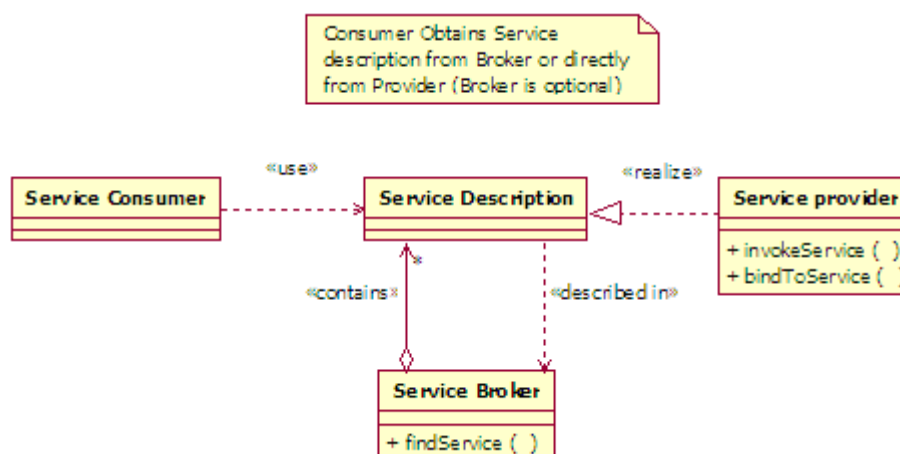 Consumer Obtains Service
description from Broker or directly
from Provider (Broker is optional)
«use»
«realize»
Service Consumer
Service Description
Service provider
+ invokeService ( )
+ bindToService ( )
*
«contains»
«described in»
Service Broker
+ findService ( )